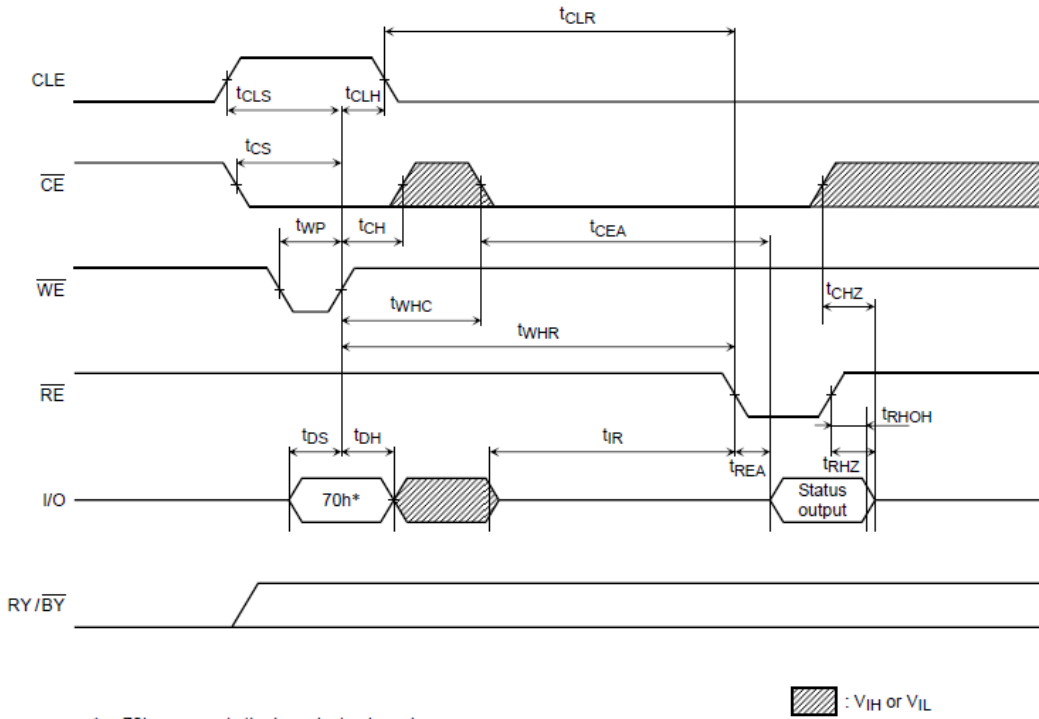 tCLR
CLE
tCLS
tCLH
tCS
CE
tWP
tCH
tCEA
WE
tWHC
tCHZ
tWHR
RE
tRHOH
tDS
tDH
tIR
tREA
tRHZ
I/O
70h*
Status
output
RY/BY
: VIH or VIL